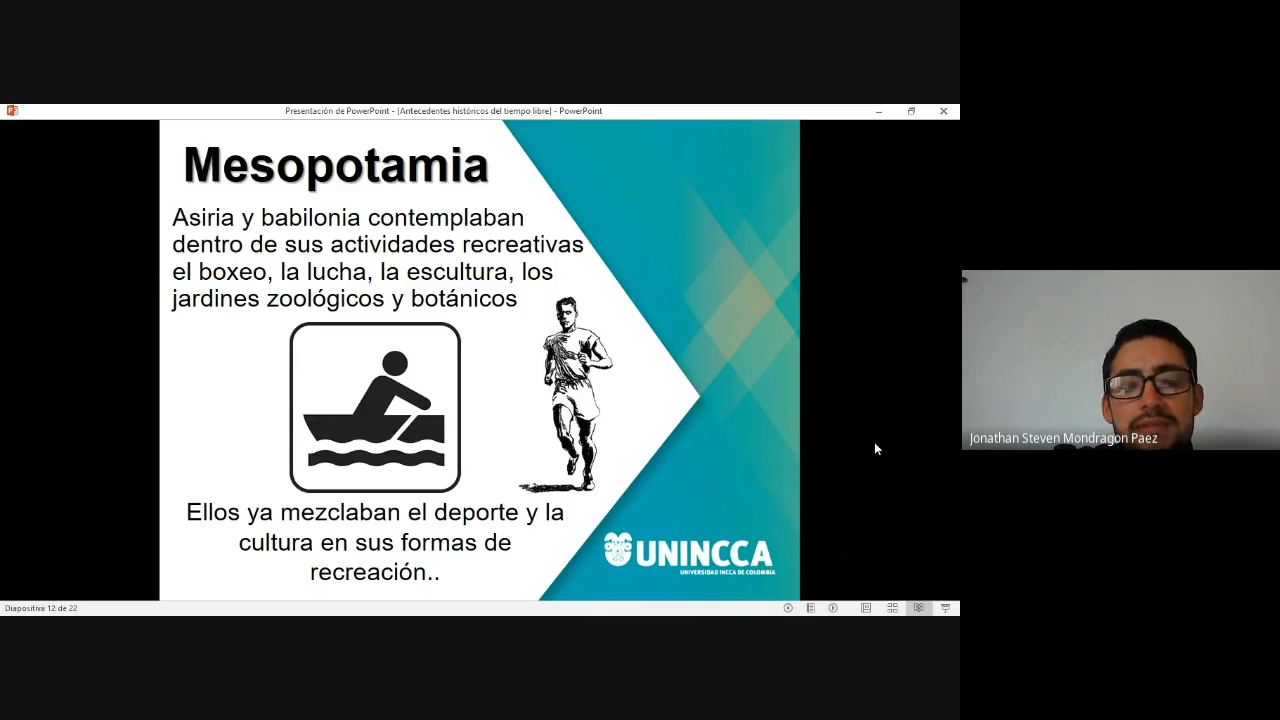 Presentación de PowerPoint - [Antecedentes históricos del tiempo libre] - PowerPoint
Mesopotamia
Asiria y babilonia contemplaban
dentro de sus actividades recreativas
el boxeo, la lucha, la escultura, los
jardines zoológicos y botánicos
Ellos ya mezclaban el deporte y la
cultura en sus formas de
recreación..
UNINCCA
UNIVERSIDAD INCCA DE COLOMBIA
Diapositiva 12 de 22
Jonathan Steven Mondragon Paez